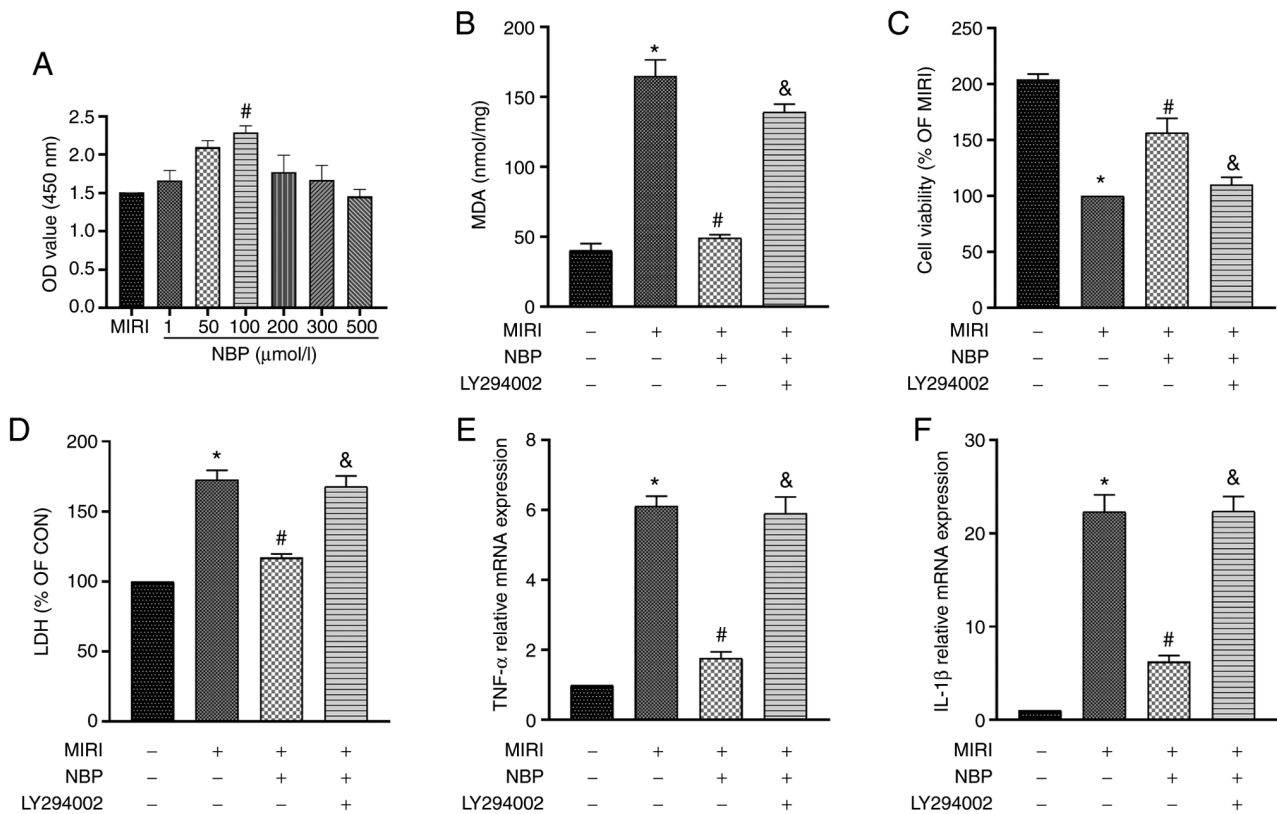 A
OD value (450 nm)
2.5
2.0
1.5
1.0
0.5
0.0
#
MIRI 1 50 100 200 300 500
NBP (μmol/l)
B
MDA (nmol/mg)
200
150
100
50
0
* # &
MIRI – + + +
NBP – – + +
LY294002 – – – +
C
Cell viability (% OF MIRI)
250
200
150
100
50
0
* # &
MIRI – + + +
NBP – – + +
LY294002 – – – +
D
LDH (% OF CON)
200
150
100
50
0
* # &
MIRI – + + +
NBP – – + +
LY294002 – – – +
E
TNF-α relative mRNA expression
8
6
4
2
0
* # &
MIRI – + + +
NBP – – + +
LY294002 – – – +
F
IL-1β relative mRNA expression
30
20
10
0
* # &
MIRI – + + +
NBP – – + +
LY294002 – – – +